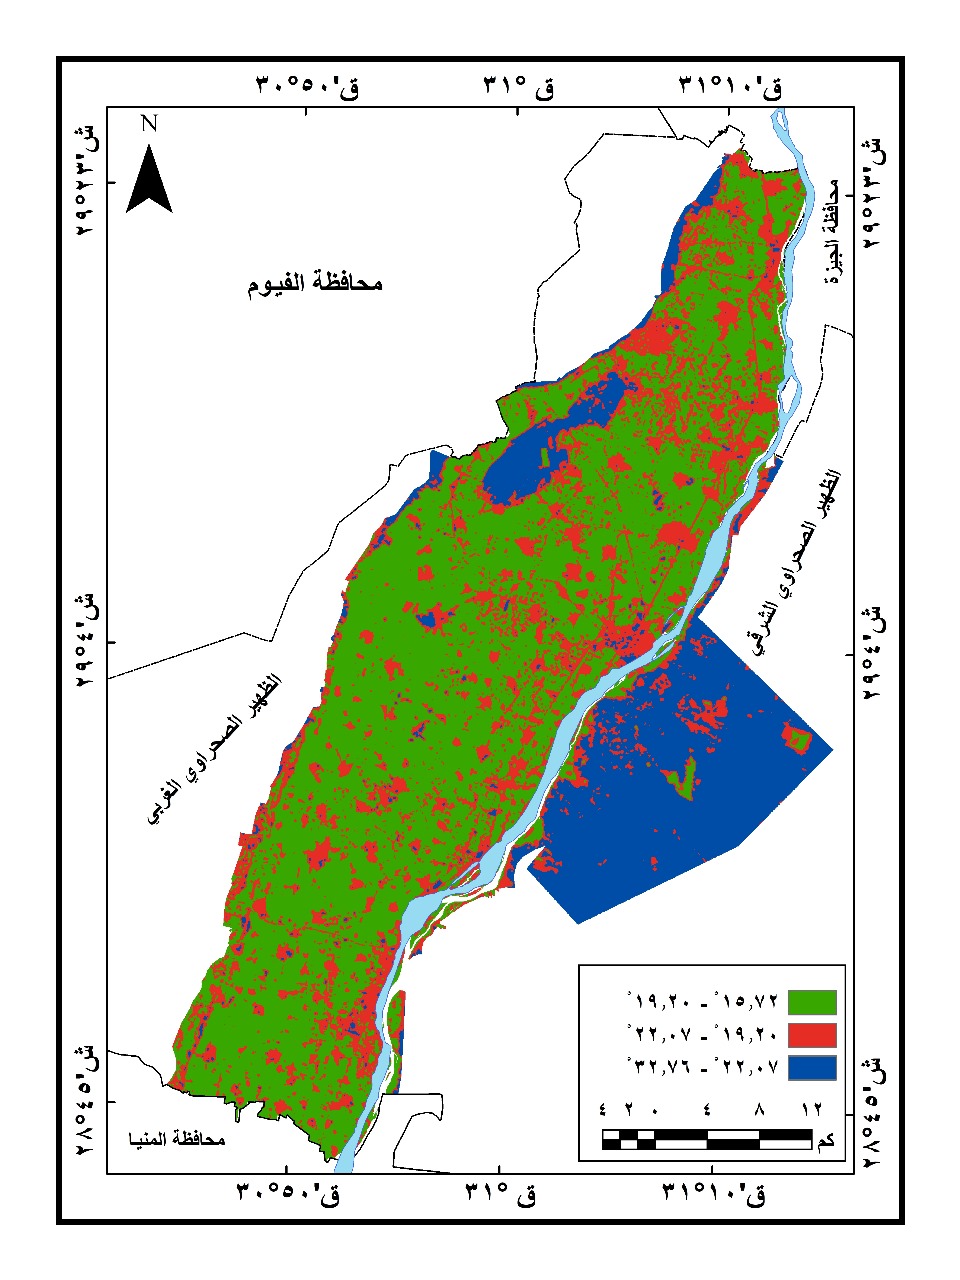 ٣٠°٥٠'ق
٣١°ق
٣١°١٠'ق
N
٢٩°٢٣'ش
٢٩°٢٣'ش
محافظة الجيزة
محافظة الفيوم
الظهير الصحراوي الشرقي
٢٩°٤'ش
٢٩°٤'ش
الظهير الصحراوي الغربي
١٥,٧٢° - ١٩,٢٠°
١٩,٢٠° - ٢٢,٠٧°
٢٢,٠٧° - ٣٢,٧٦°
٤ ٢ ٠ ٤ ٨ ١٢
كم
٢٨°٤٥'ش
٢٨°٤٥'ش
محافظة المنيا
٣٠°٥٠'ق
٣١°ق
٣١°١٠'ق